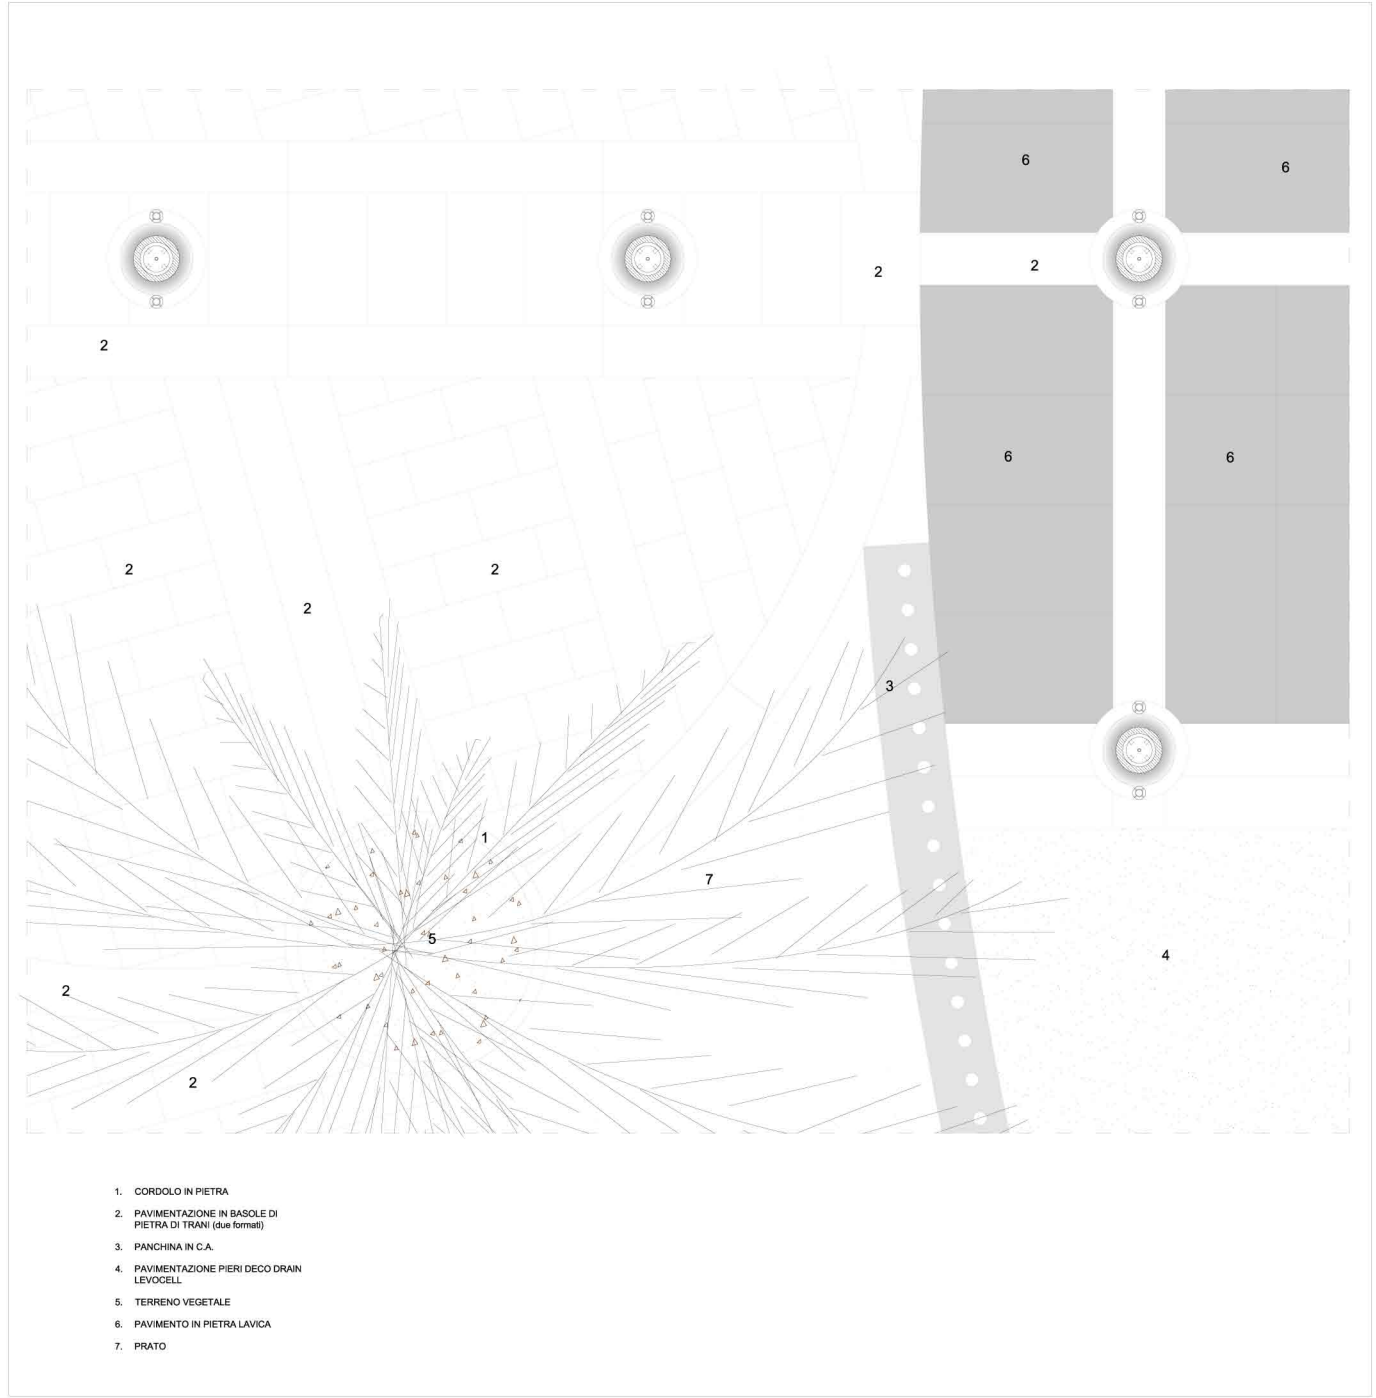 6
6
2
2
2
6
6
2
2
2
3
1
7
5
4
2
2
1. CORDOLO IN PIETRA
2. PAVIMENTAZIONE IN BASOLE DI
PIETRA DI TRANI (due formati)
3. PANCHINA IN C.A.
4. PAVIMENTAZIONE PIERI DECO DRAIN
LEVOCELL
5. TERRENO VEGETALE
6. PAVIMENTO IN PIETRA LAVICA
7. PRATO